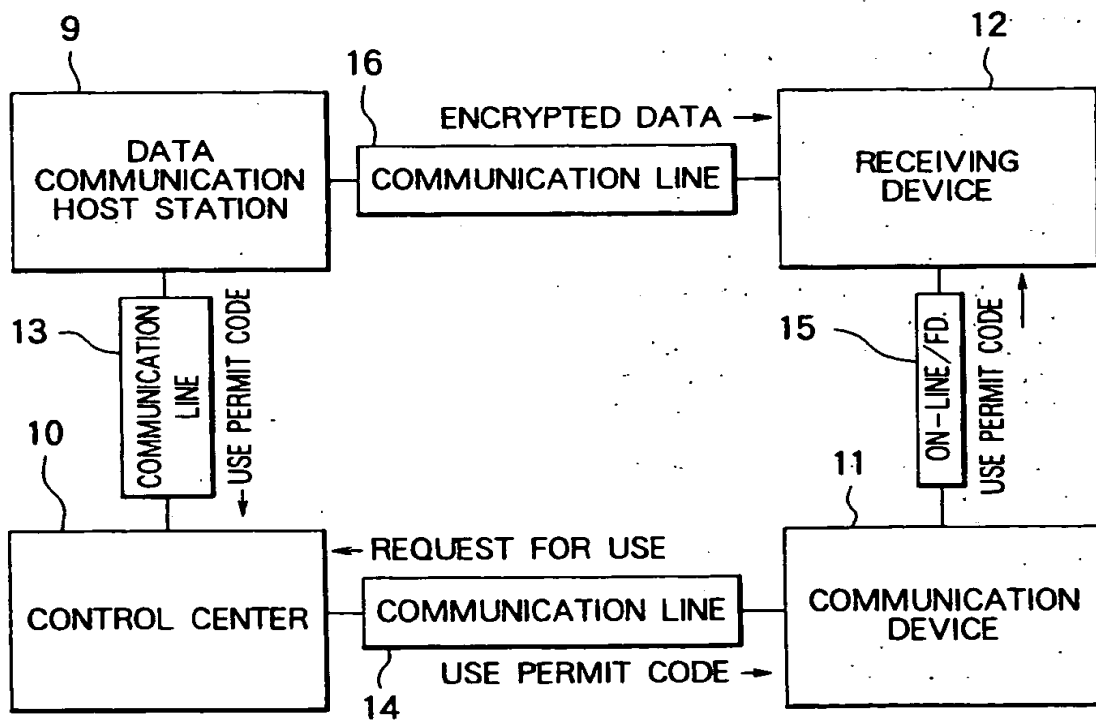 9
16
12
ENCRYPTED DATA →
DATA
COMMUNICATION
HOST STATION
COMMUNICATION LINE
RECEIVING
DEVICE
13
COMMUNICATION
LINE
USE PERMIT CODE
↓
15
ON-LINE/FD.
USE PERMIT CODE
↑
10
11
← REQUEST FOR USE
CONTROL CENTER
COMMUNICATION LINE
COMMUNICATION
DEVICE
USE PERMIT CODE →
14